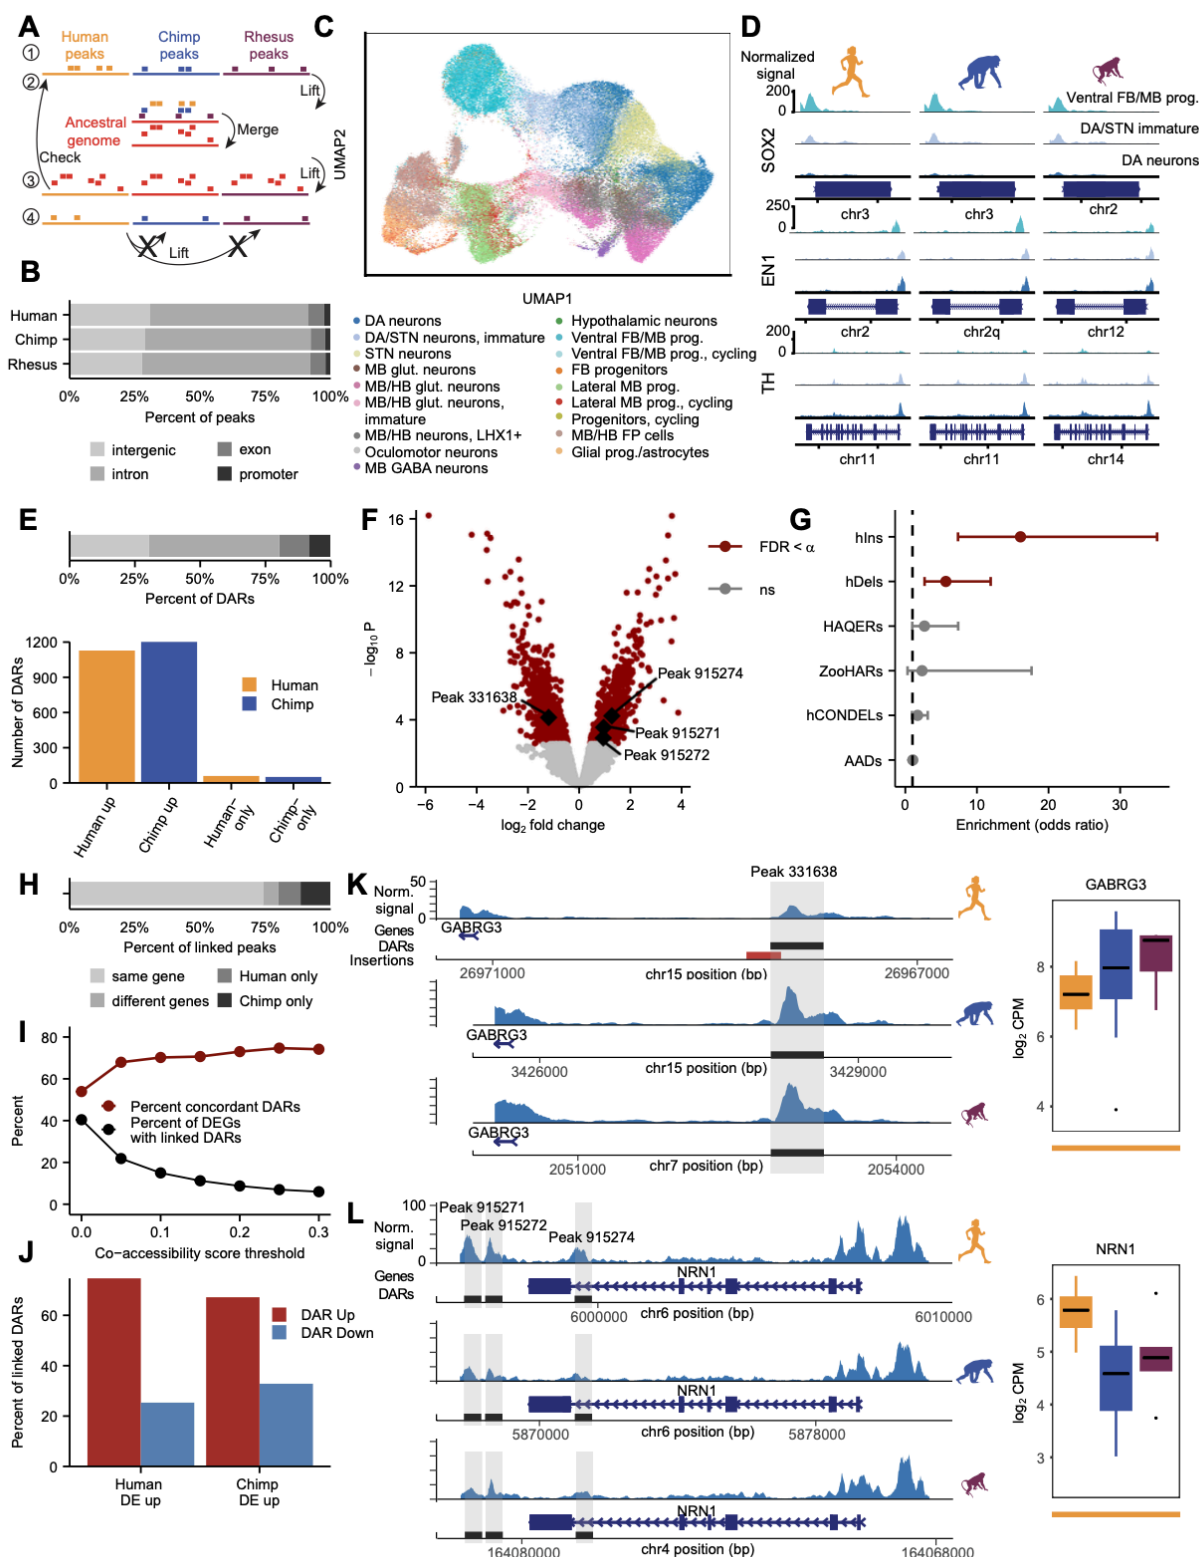 A
Human peaks
Chimp peaks
Rhesus peaks
1
2
Lift
Ancestral genome
Merge
Check
3
Lift
4
X
Lift
X
B
Human
Chimp
Rhesus
0% 25% 50% 75% 100%
Percent of peaks
intergenic
intron
exon
promoter
C
UMAP2
UMAP1
DA neurons
DA/STN neurons, immature
STN neurons
MB glut. neurons
MB/HB glut. neurons
MB/HB glut. neurons, immature
MB/HB neurons, LHX1+
Oculomotor neurons
MB GABA neurons
Hypothalamic neurons
Ventral FB/MB prog.
Ventral FB/MB prog., cycling
FB progenitors
Lateral MB prog.
Lateral MB prog., cycling
Progenitors, cycling
MB/HB FP cells
Glial prog./astrocytes
D
Normalized signal
200
0
Ventral FB/MB prog.
DA/STN immature
DA neurons
SOX2
chr3 chr3 chr2
250
0
EN1
chr2 chr2q chr12
200
0
TH
chr11 chr11 chr14
E
0% 25% 50% 75% 100%
Percent of DARs
Number of DARs
1200
900
600
300
0
Human
Chimp
Human up
Chimp up
Human-only
Chimp-only
F
−log10 P
16
12
8
4
0
Peak 331638
Peak 915274
Peak 915271
Peak 915272
−6 −4 −2 0 2 4
log2 fold change
FDR < α
ns
G
hIns
hDels
HAQERs
ZooHARs
hCONDELs
AADs
0 10 20 30
Enrichment (odds ratio)
H
0% 25% 50% 75% 100%
Percent of linked peaks
same gene
different genes
Human only
Chimp only
I
Percent
80
60
40
20
0
Percent concordant DARs
Percent of DEGs with linked DARs
0.0 0.1 0.2 0.3
Co-accessibility score threshold
J
Percent of linked DARs
60
40
20
0
DAR Up
DAR Down
Human DE up
Chimp DE up
K
Peak 331638
Norm. signal
50
0
Genes
GABRG3
DARs
Insertions
26971000 26967000
chr15 position (bp)
GABRG3
3426000 3429000
chr15 position (bp)
GABRG3
2051000 2054000
chr7 position (bp)
GABRG3
log2 CPM
8
6
4
L
Peak 915271
Peak 915272
Peak 915274
Norm. signal
100
0
Genes
NRN1
DARs
6000000 6010000
chr6 position (bp)
NRN1
5870000 5878000
chr6 position (bp)
NRN1
164080000 164068000
chr4 position (bp)
NRN1
log2 CPM
6
5
4
3